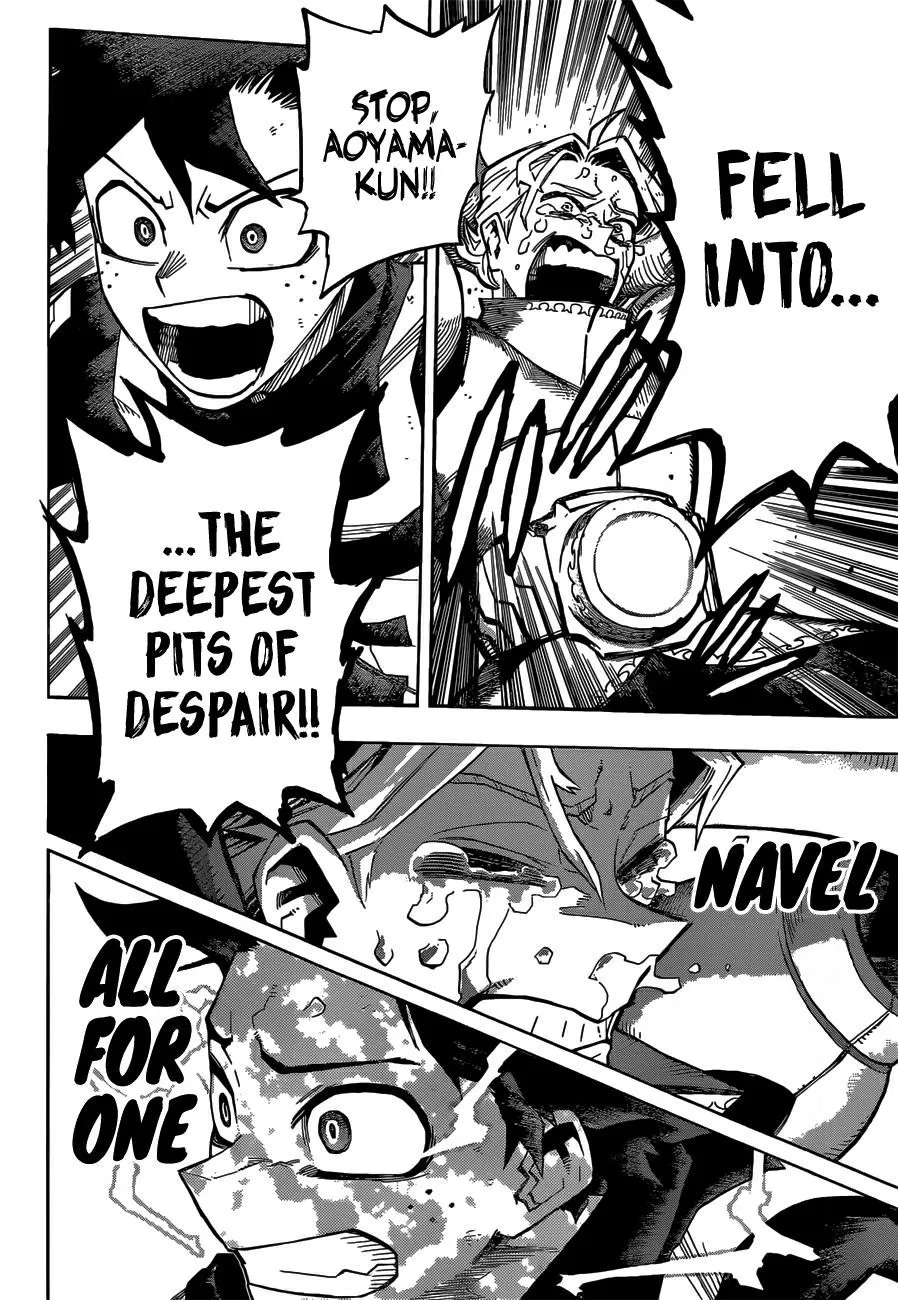 FELL
INTO...
STOP,
AOYAMA-
KUN!!
...THE
DEEPEST
PITS OF
DESPAIR!!
NAVEL
ALL
FOR
ONE